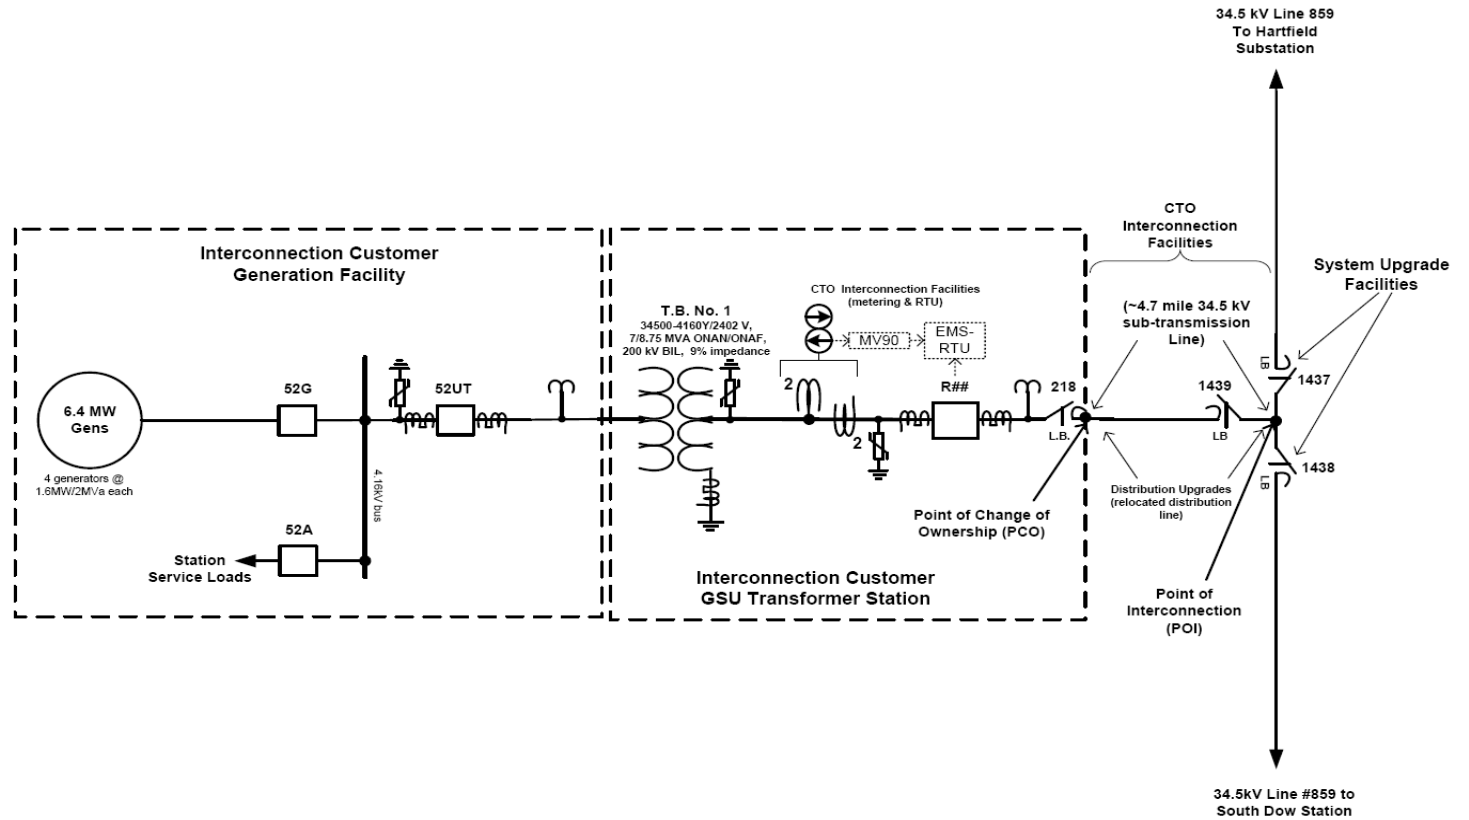 34.5 kV Line 859
To Hartfield
Substation
CTO
Interconnection
Facilities
System Upgrade
Facilities
Interconnection Customer
Generation Facility
CTO Interconnection Facilities
(metering & RTU)
T.B. No. 1
34500-4160Y/2402 V,
7/8.75 MVA ONAN/ONAF,
200 kV BIL, 9% impedance
MV90
EMS-
RTU
(~4.7 mile 34.5 kV
sub-transmission
Line)
LB
1437
52G
52UT
2
R##
218
1439
6.4 MW
Gens
L.B.
LB
2
4 generators @
1.6MW/2MVa each
4.16kV bus
LB
1438
Distribution Upgrades
(relocated distribution
line)
Point of Change of
Ownership (PCO)
52A
Station
Service Loads
Interconnection Customer
GSU Transformer Station
Point of
Interconnection
(POI)
34.5kV Line #859 to
South Dow Station